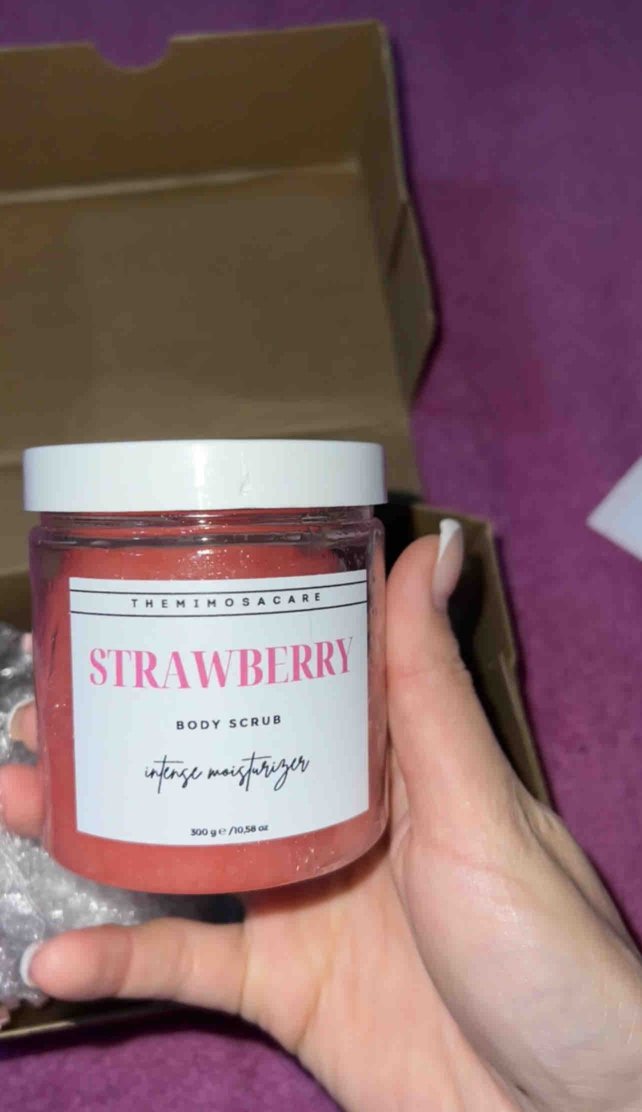 THEMIMOSACARE
STRAWBERRY
BODY SCRUB
intense moisturizer
300 g ℮ /10,58 oz